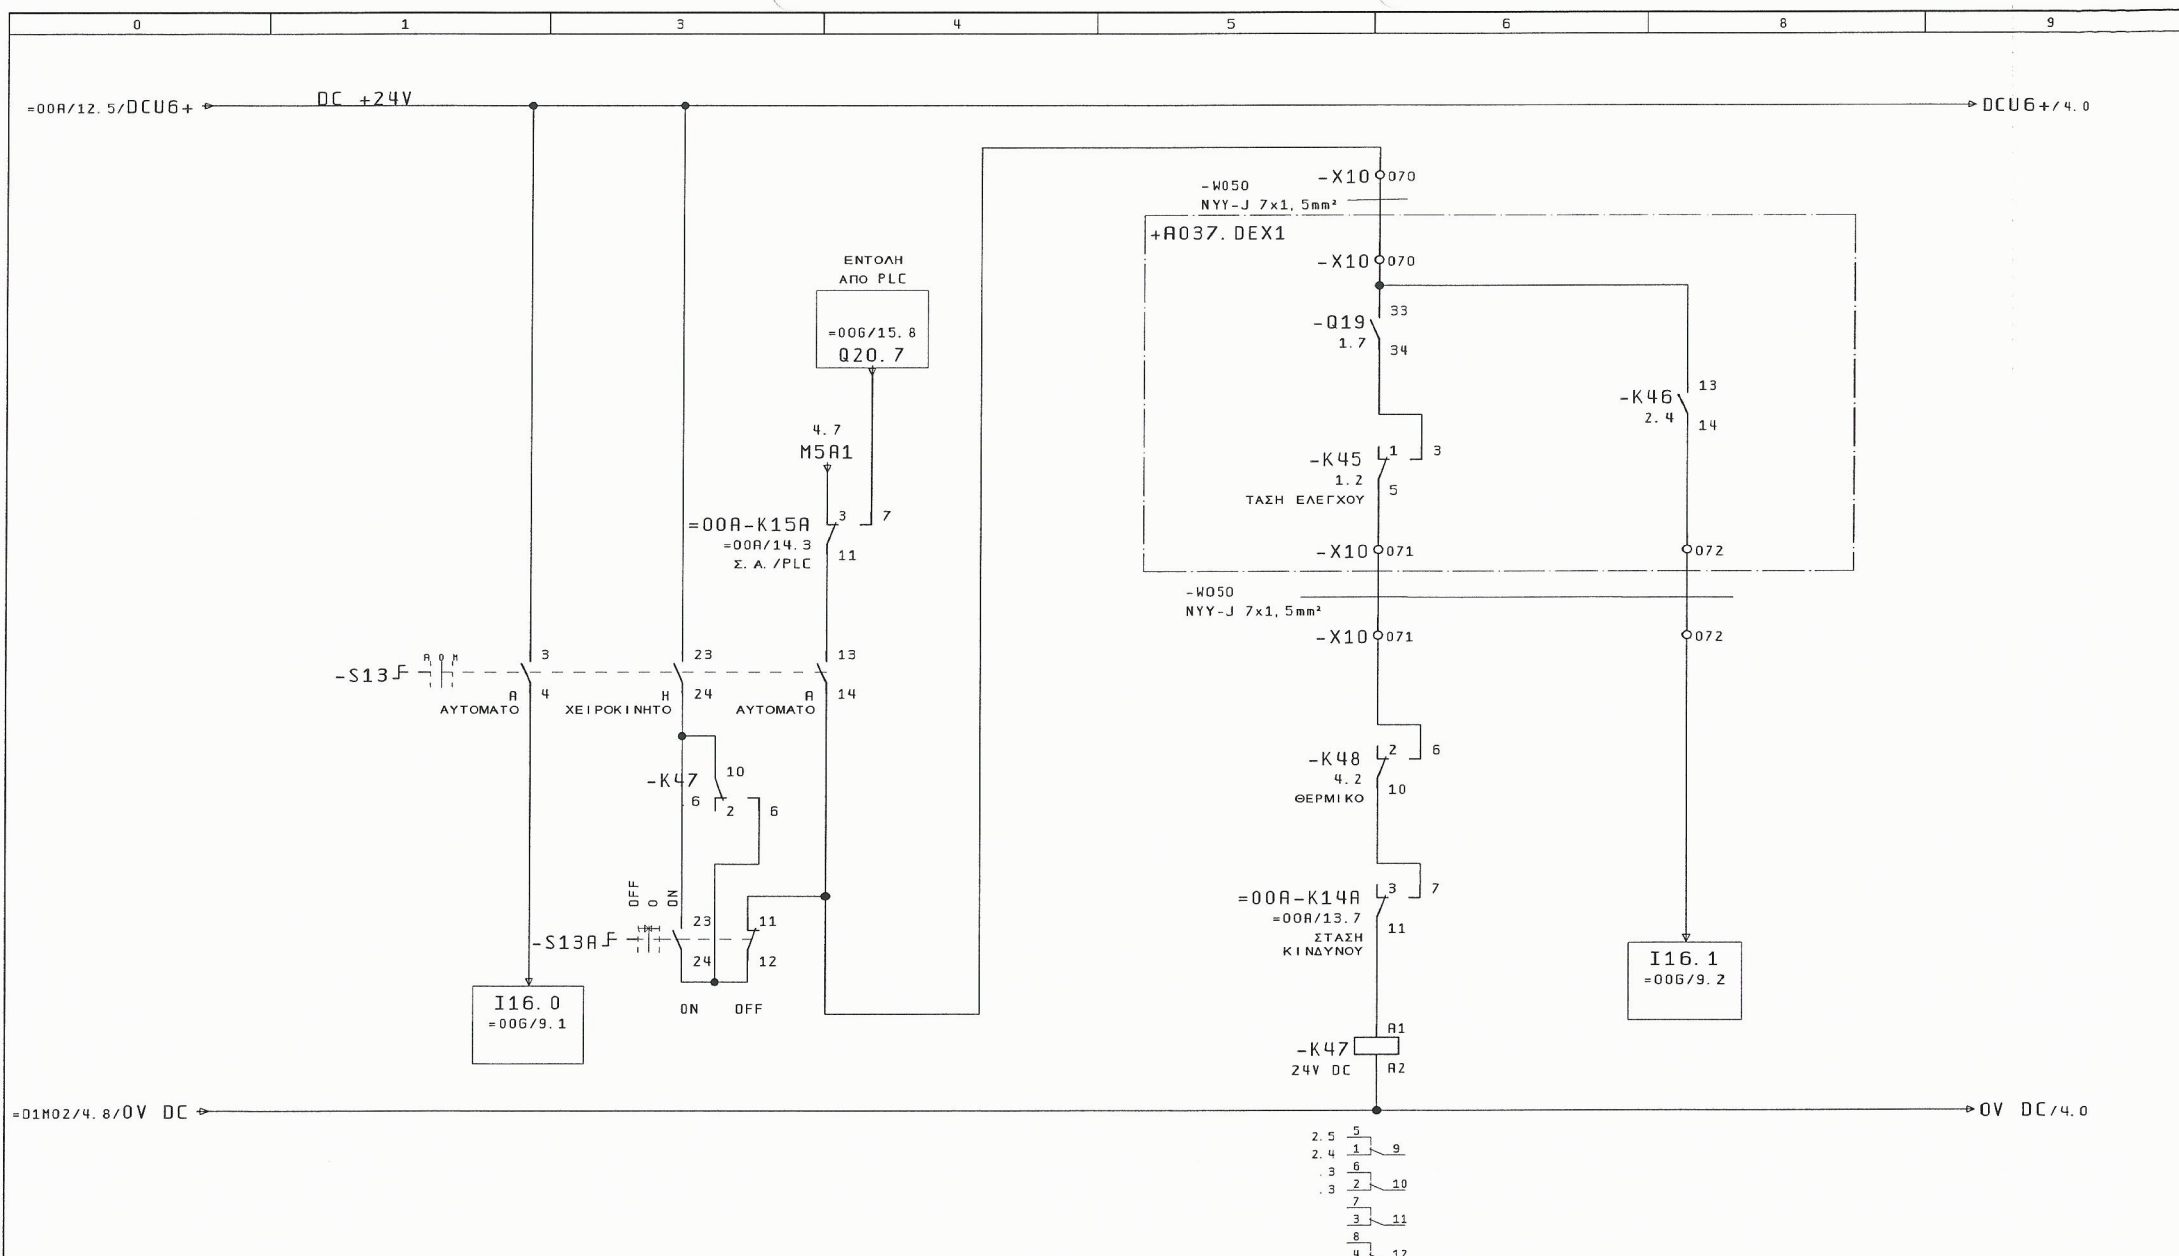 0 1 3 4 5 6 8 9
=00A/12.5/DCU6+
DC +24V
DCU6+/4.0
-X10 070
-W050
NYY-J 7x1,5mm²
+A037.DEX1
-X10 070
ΕΝΤΟΛΗ
ΑΠΟ PLC
=00G/15.8
Q20.7
33
-Q19
1.7
34
13
-K46
2.4
14
4.7
M5A1
1 3
-K45
1.2
5
ΤΑΣΗ ΕΛΕΓΧΟΥ
3 7
=00A-K15A
=00A/14.3
11
Σ.Α./PLC
-X10 071
072
-W050
NYY-J 7x1,5mm²
-X10 071
072
A 0 M
-S13
3
4
A
ΑΥΤΟΜΑΤΟ
23
24
H
ΧΕΙΡΟΚΙΝΗΤΟ
13
14
A
ΑΥΤΟΜΑΤΟ
2 6
-K48
4.2
10
ΘΕΡΜΙΚΟ
-K47
10
.6
2
6
OFF
0
ON
-S13A
23
24
11
12
ON
OFF
3 7
=00A-K14A
=00A/13.7
11
ΣΤΑΣΗ
ΚΙΝΔΥΝΟΥ
I16.0
=00G/9.1
I16.1
=00G/9.2
A1
-K47
24V DC
A2
=D1M02/4.8/0V DC
0V DC/4.0
5
2.5
2.4 1 9
.3 6
.3 2 10
7
3 11
8
4 12